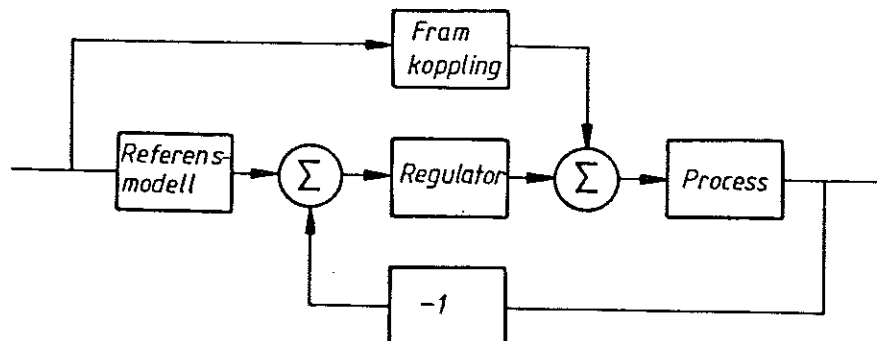 Fram
koppling
Referens-
modell
Σ
Regulator
Σ
Process
-1